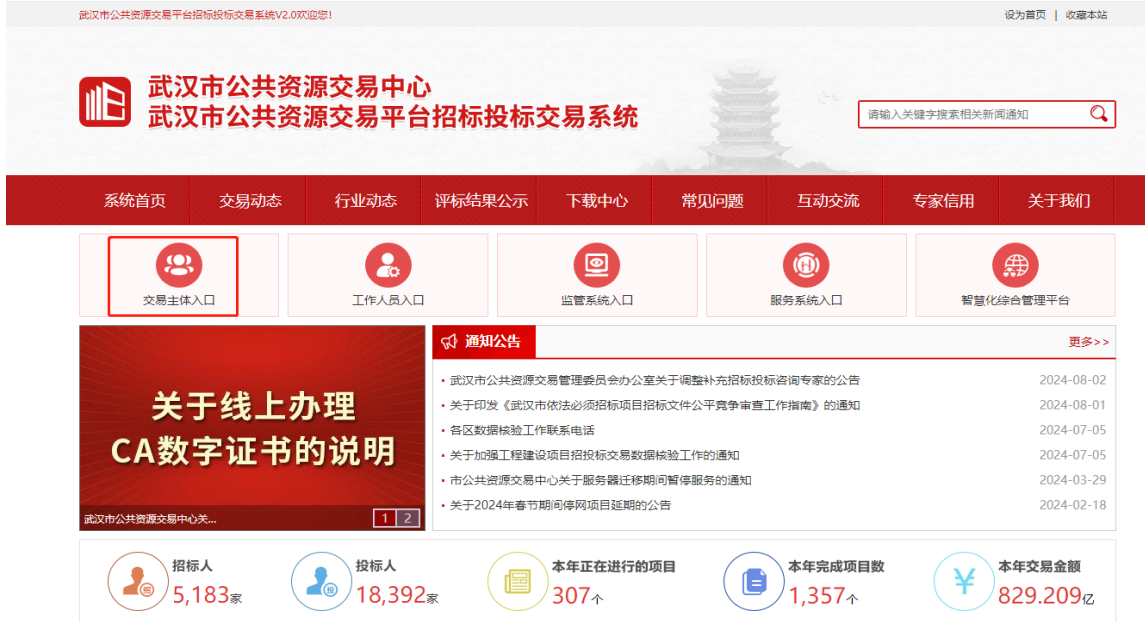 武汉市公共资源交易平台招标投标交易系统V2.0欢迎您!
设为首页 | 收藏本站
武汉市公共资源交易中心
武汉市公共资源交易平台招标投标交易系统
请输入关键字搜索相关新闻通知
系统首页 交易动态 行业动态 评标结果公示 下载中心 常见问题 互动交流 专家信用 关于我们
交易主体入口 工作人员入口 监管系统入口 服务系统入口 智慧化综合管理平台
关于线上办理
CA数字证书的说明
武汉市公共资源交易中心关...
1 2
通知公告 更多>>
武汉市公共资源交易管理委员会办公室关于调整补充招标投标咨询专家的公告 2024-08-02
关于印发《武汉市依法必须招标项目招标文件公平竞争审查工作指南》的通知 2024-08-01
各区数据核验工作联系电话 2024-07-05
关于加强工程建设项目招投标交易数据核验工作的通知 2024-07-05
市公共资源交易中心关于服务器迁移期间暂停服务的通知 2024-03-29
关于2024年春节期间停网项目延期的公告 2024-02-18
招标人 投标人 本年正在进行的项目 本年完成项目数 本年交易金额
招 5,183家 投 18,392家 307个 1,357个 ¥ 829.209亿